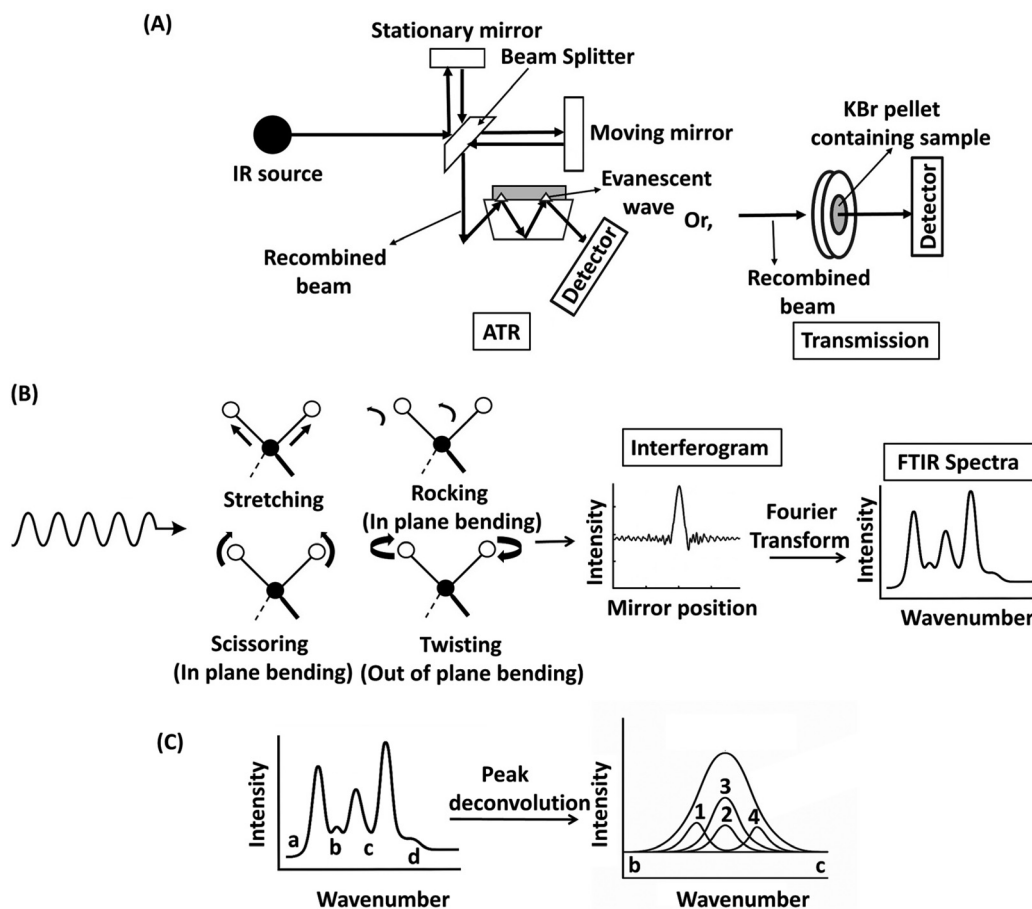 (A)
Stationary mirror
Beam Splitter
IR source
Moving mirror
Evanescent
wave
Recombined
beam
Detector
ATR
Or,
KBr pellet
containing sample
Detector
Recombined
beam
Transmission
(B)
Stretching
Rocking
(In plane bending)
Scissoring
(In plane bending)
Twisting
(Out of plane bending)
Interferogram
Intensity
Mirror position
Fourier
Transform
FTIR Spectra
Intensity
Wavenumber
(C)
Intensity
a
b
c
d
Wavenumber
Peak
deconvolution
Intensity
1
2
3
4
b
c
Wavenumber